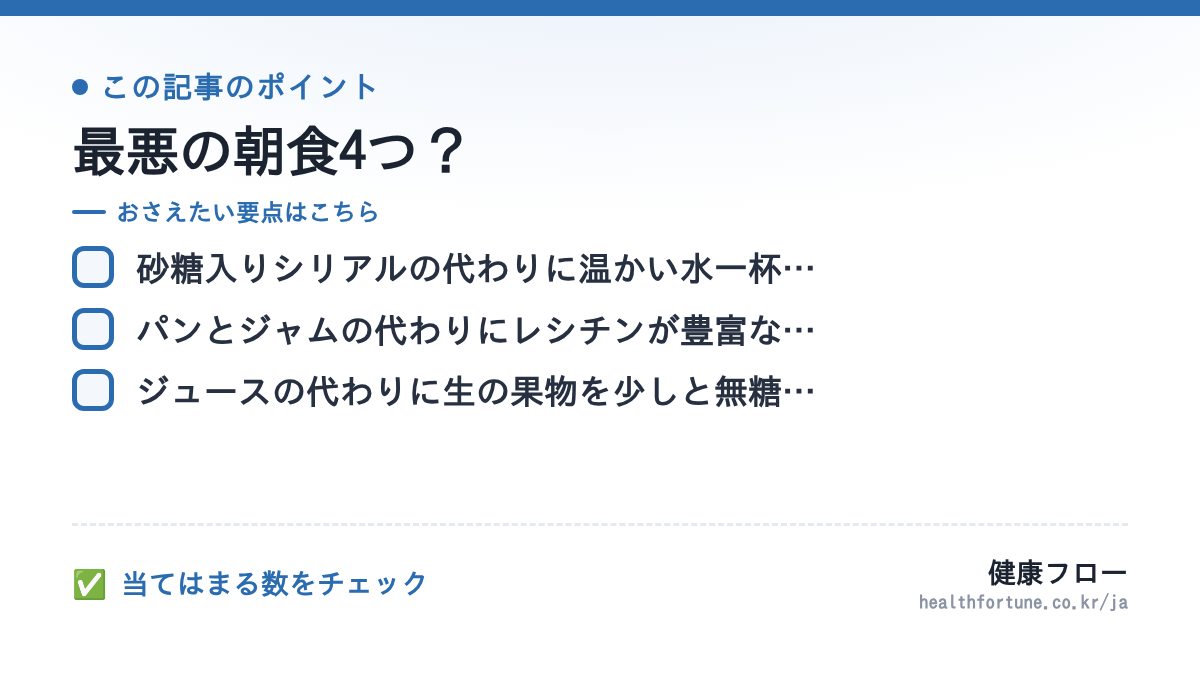 この記事のポイント
最悪の朝食4つ？
おさえたい要点はこちら
砂糖入りシリアルの代わりに温かい水一杯…
パンとジャムの代わりにレシチンが豊富な…
ジュースの代わりに生の果物を少しと無糖…
✅ 当てはまる数をチェック
健康フロー
healthfortune.co.kr/ja